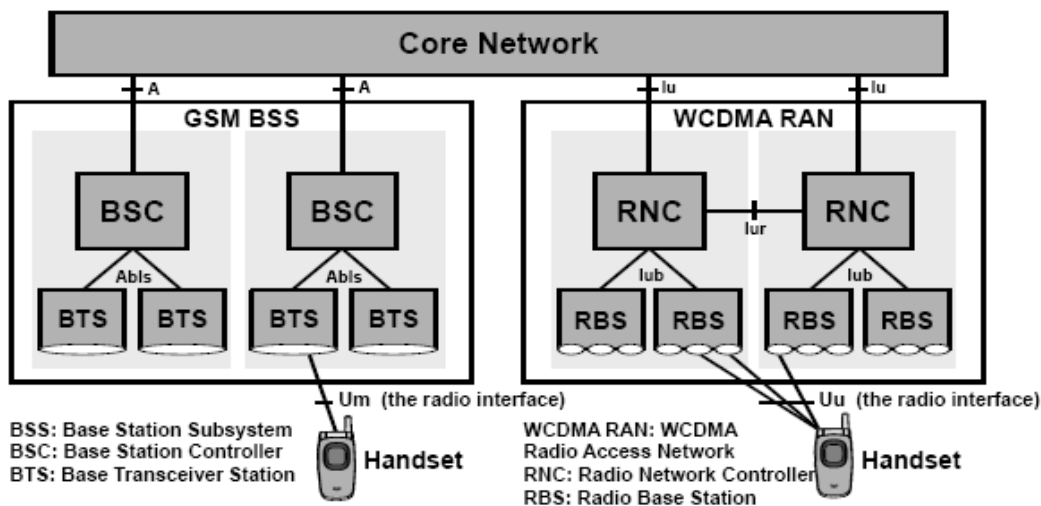 Core Network
A
A
Iu
Iu
GSM BSS
WCDMA RAN
BSC
BSC
RNC
RNC
Iur
Abis
Abis
Iub
Iub
BTS
BTS
BTS
BTS
RBS
RBS
RBS
RBS
Um (the radio interface)
Uu (the radio interface)
BSS: Base Station Subsystem
BSC: Base Station Controller
BTS: Base Transceiver Station
Handset
WCDMA RAN: WCDMA
Radio Access Network
RNC: Radio Network Controller
RBS: Radio Base Station
Handset